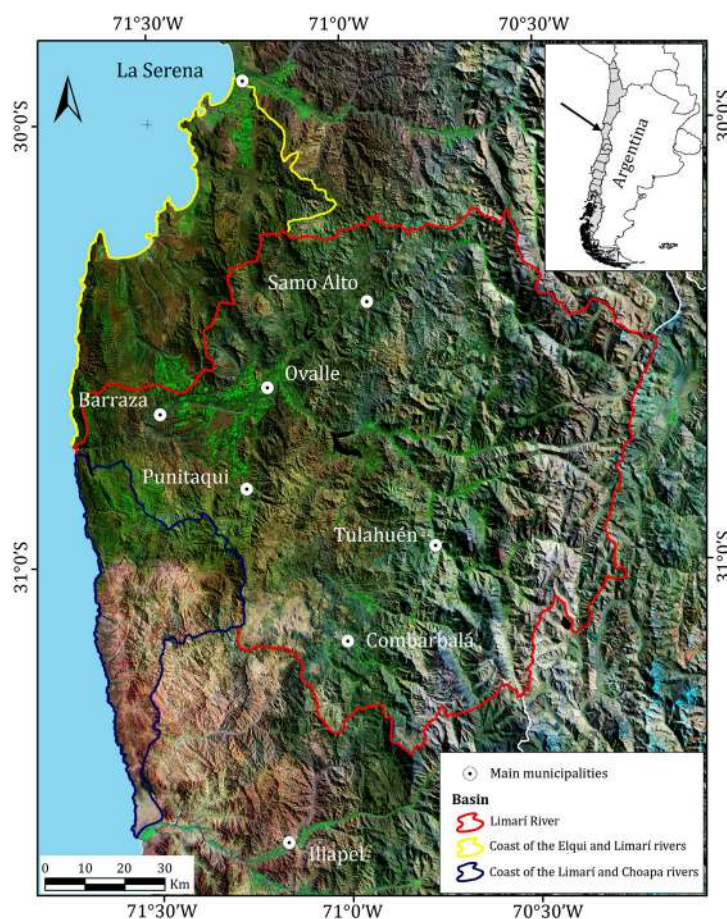 71°30'W
71°0'W
70°30'W
La Serena
30°0'S
30°0'S
Argentina
Samo Alto
Ovalle
Barraza
Punitaqui
Tulahuén
31°0'S
31°0'S
Combarbalá
Main municipalities
Basin
Limarí River
Coast of the Elqui and Limarí rivers
Coast of the Limarí and Choapa rivers
Illapel
0 10 20 30
Km
71°30'W
71°0'W
70°30'W